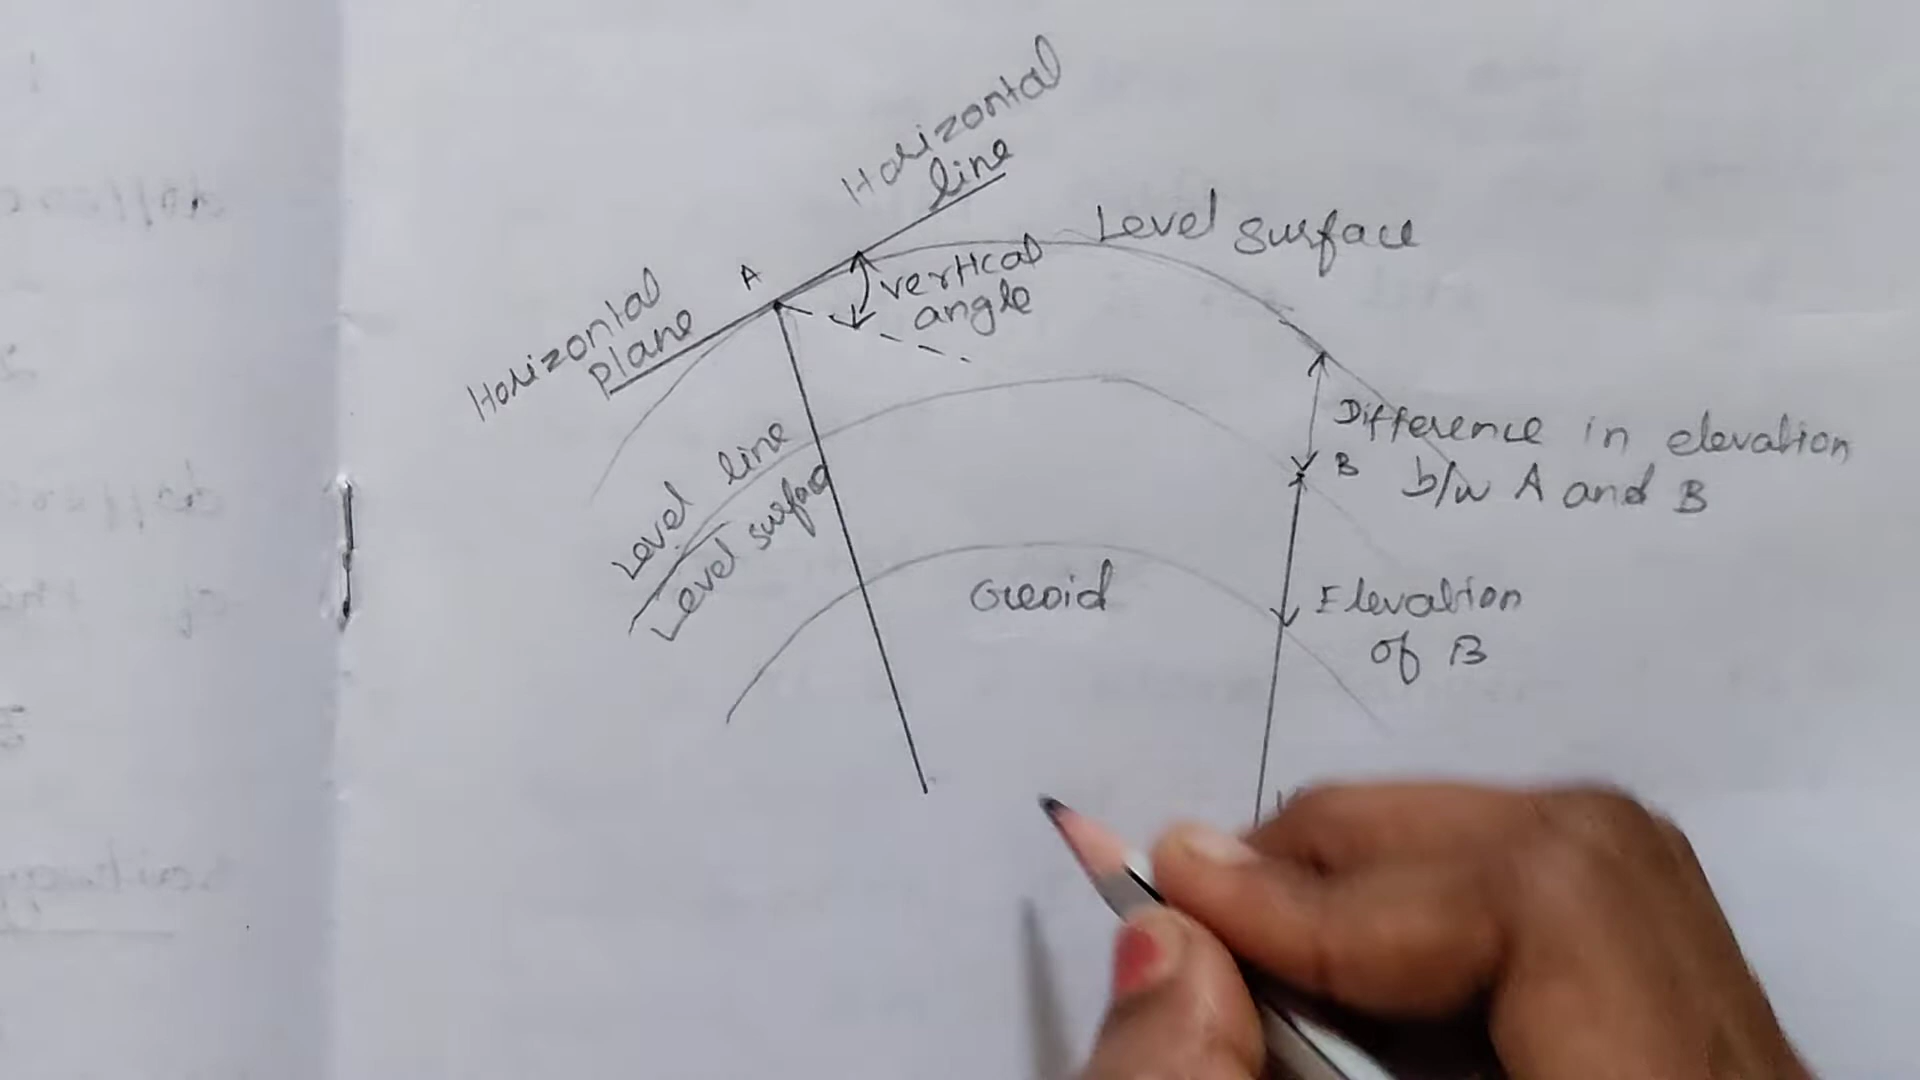 Horizontal
line
Level surface
A
vertical
angle
Horizontal
plane
Difference in elevation
b/w A and B
B
Level line
Level surface
Geoid
Elevation
of B